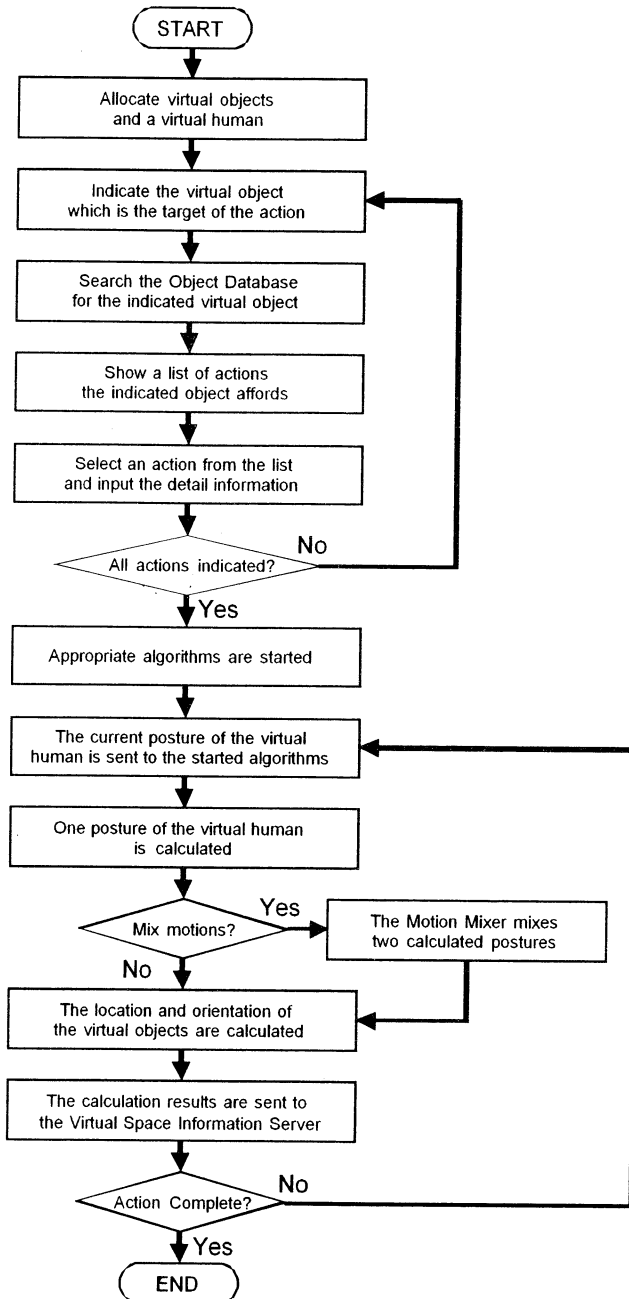 START
Allocate virtual objects
and a virtual human
Indicate the virtual object
which is the target of the action
Search the Object Database
for the indicated virtual object
Show a list of actions
the indicated object affords
Select an action from the list
and input the detail information
All actions indicated?
No
Yes
Appropriate algorithms are started
The current posture of the virtual
human is sent to the started algorithms
One posture of the virtual human
is calculated
Mix motions?
Yes
The Motion Mixer mixes
two calculated postures
No
The location and orientation of
the virtual objects are calculated
The calculation results are sent to
the Virtual Space Information Server
Action Complete?
No
Yes
END